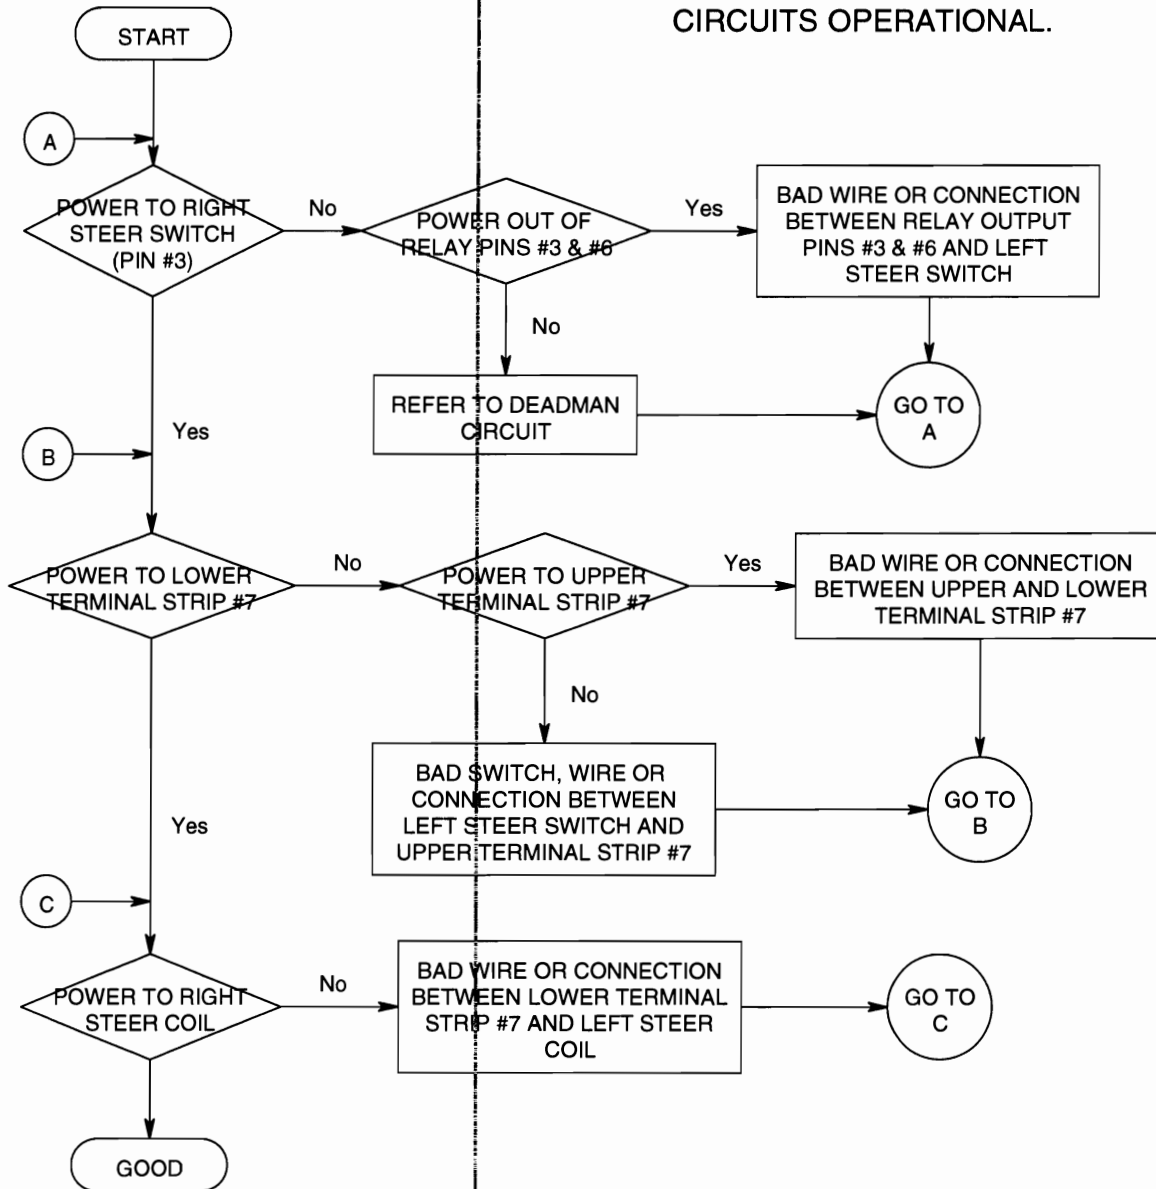 CIRCUITS OPERATIONAL.
START
A
POWER TO RIGHT
STEER SWITCH
(PIN #3)
No
POWER OUT OF
RELAY PINS #3 & #6
Yes
BAD WIRE OR CONNECTION
BETWEEN RELAY OUTPUT
PINS #3 & #6 AND LEFT
STEER SWITCH
No
REFER TO DEADMAN
CIRCUIT
GO TO
A
Yes
B
POWER TO LOWER
TERMINAL STRIP #7
No
POWER TO UPPER
TERMINAL STRIP #7
Yes
BAD WIRE OR CONNECTION
BETWEEN UPPER AND LOWER
TERMINAL STRIP #7
No
BAD SWITCH, WIRE OR
CONNECTION BETWEEN
LEFT STEER SWITCH AND
UPPER TERMINAL STRIP #7
GO TO
B
Yes
C
POWER TO RIGHT
STEER COIL
No
BAD WIRE OR CONNECTION
BETWEEN LOWER TERMINAL
STRIP #7 AND LEFT STEER
COIL
GO TO
C
GOOD